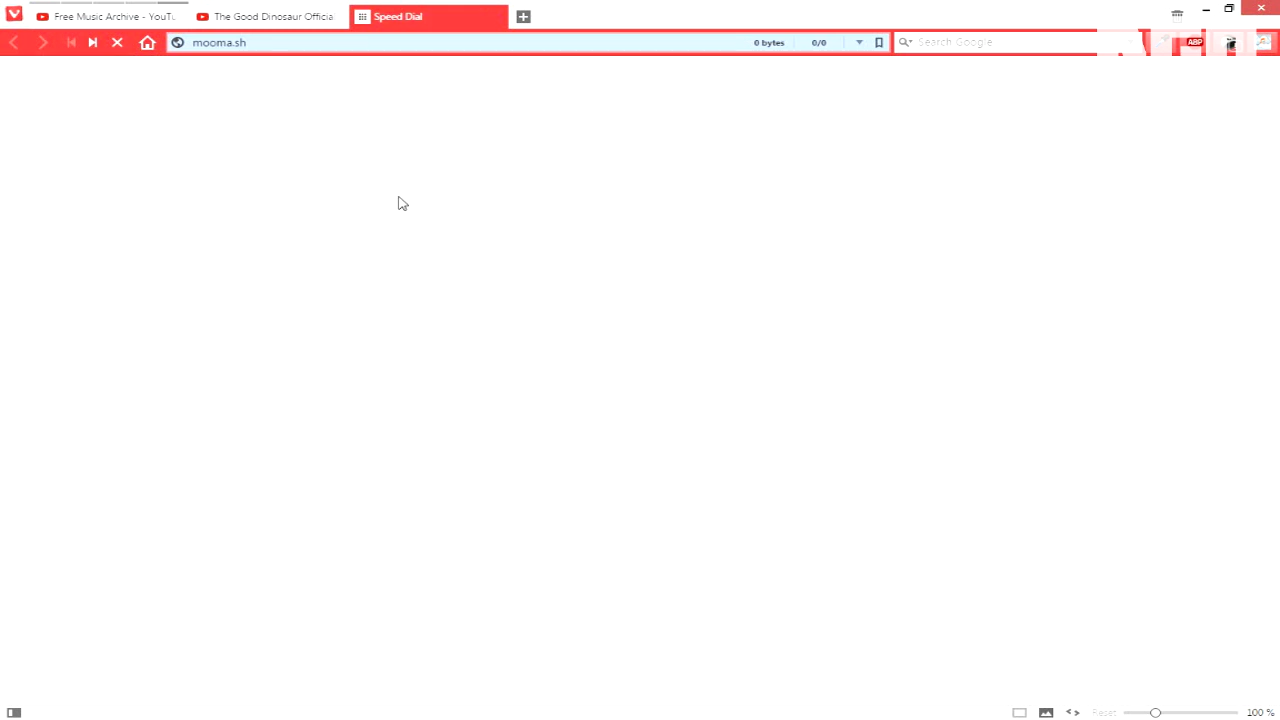 Free Music Archive - YouTu
The Good Dinosaur Officia
Speed Dial
mooma.sh
0 bytes
0/0
Search Google
ABP
Reset
100 %